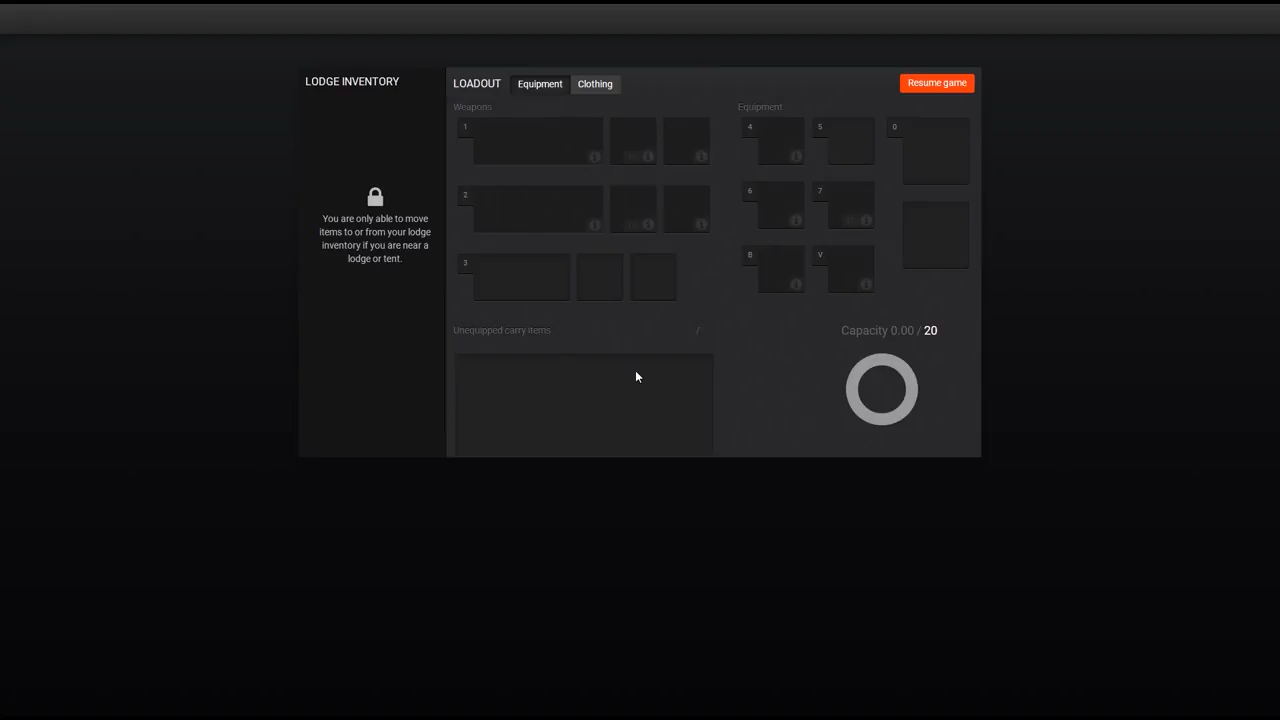 LODGE INVENTORY
LOADOUT Equipment Clothing Resume game
Weapons Equipment
1 4 5 0
2 6 7
3 B V
You are only able to move
items to or from your lodge
inventory if you are near a
lodge or tent.
Unequipped carry items / Capacity 0.00 / 20